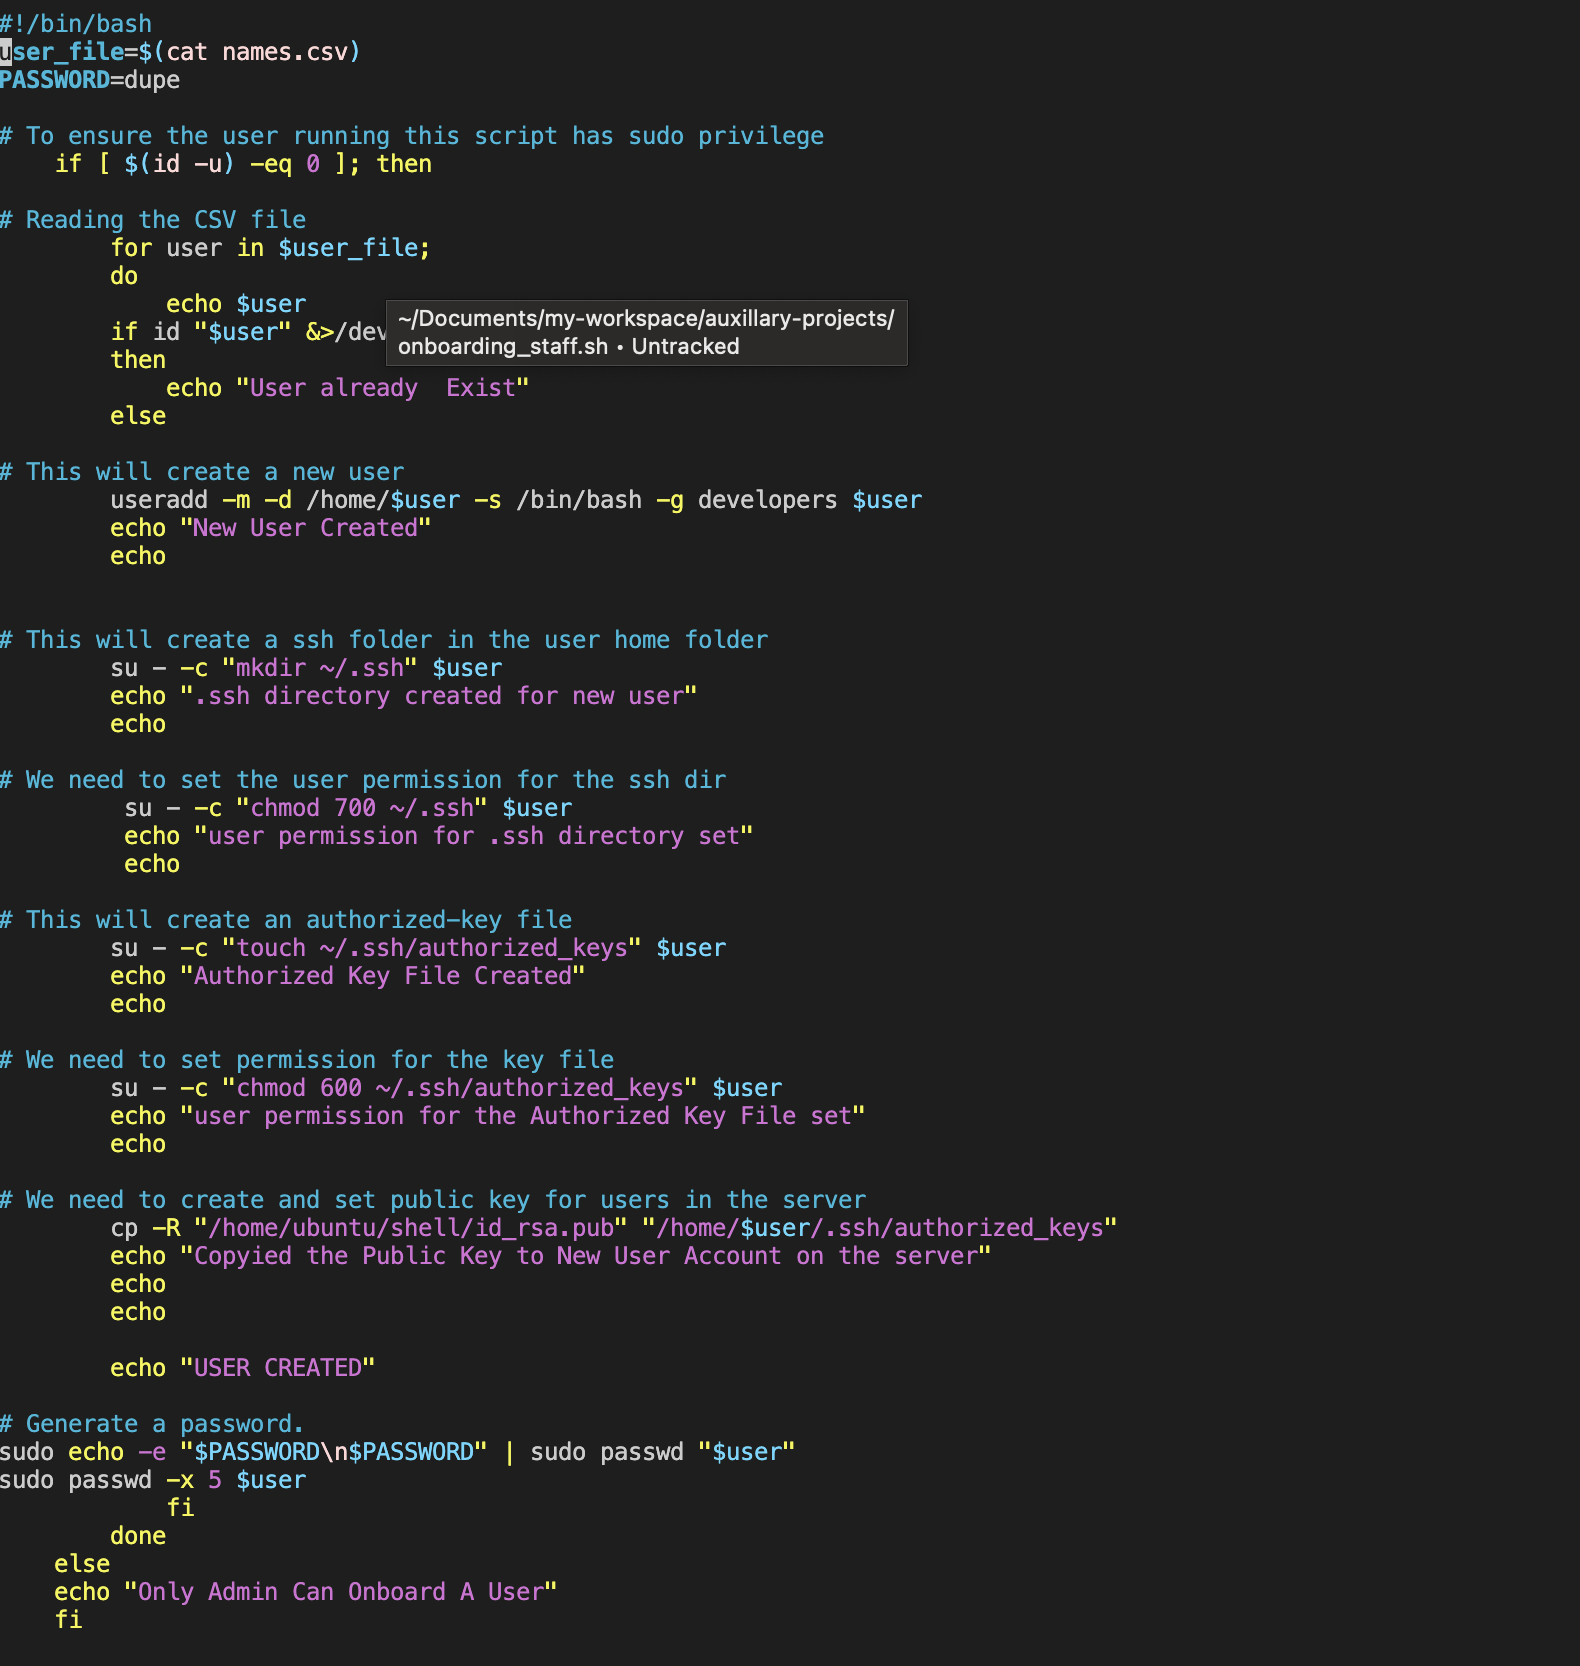 #!/bin/bash
user_file=$(cat names.csv)
PASSWORD=dupe
# To ensure the user running this script has sudo privilege
if [ $(id -u) -eq 0 ]; then
# Reading the CSV file
for user in $user_file;
do
echo $user
if id "$user" &>/dev
~/Documents/my-workspace/auxillary-projects/
onboarding_staff.sh • Untracked
then
echo "User already  Exist"
else
# This will create a new user
useradd -m -d /home/$user -s /bin/bash -g developers $user
echo "New User Created"
echo
# This will create a ssh folder in the user home folder
su - -c "mkdir ~/.ssh" $user
echo ".ssh directory created for new user"
echo
# We need to set the user permission for the ssh dir
su - -c "chmod 700 ~/.ssh" $user
echo "user permission for .ssh directory set"
echo
# This will create an authorized-key file
su - -c "touch ~/.ssh/authorized_keys" $user
echo "Authorized Key File Created"
echo
# We need to set permission for the key file
su - -c "chmod 600 ~/.ssh/authorized_keys" $user
echo "user permission for the Authorized Key File set"
echo
# We need to create and set public key for users in the server
cp -R "/home/ubuntu/shell/id_rsa.pub" "/home/$user/.ssh/authorized_keys"
echo "Copyied the Public Key to New User Account on the server"
echo
echo
echo "USER CREATED"
# Generate a password.
sudo echo -e "$PASSWORD\n$PASSWORD" | sudo passwd "$user"
sudo passwd -x 5 $user
fi
done
else
echo "Only Admin Can Onboard A User"
fi